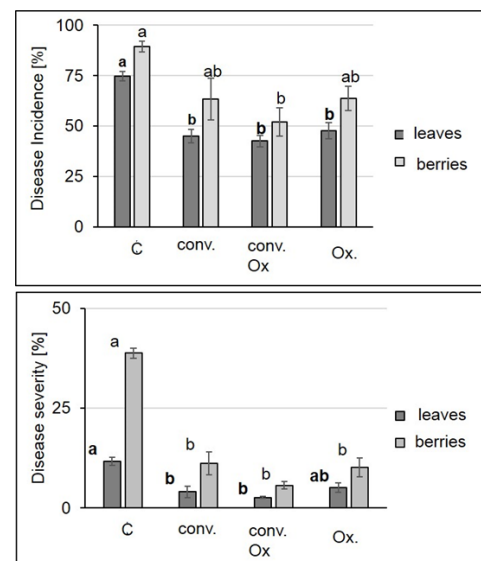 Disease Incidence [%]
100
75
50
25
0
a
a
b
ab
b
b
b
ab
C
conv.
conv.
Ox
Ox.
leaves
berries
Disease severity [%]
50
25
0
a
a
b
b
b
b
ab
b
C
conv.
conv.
Ox
Ox.
leaves
berries